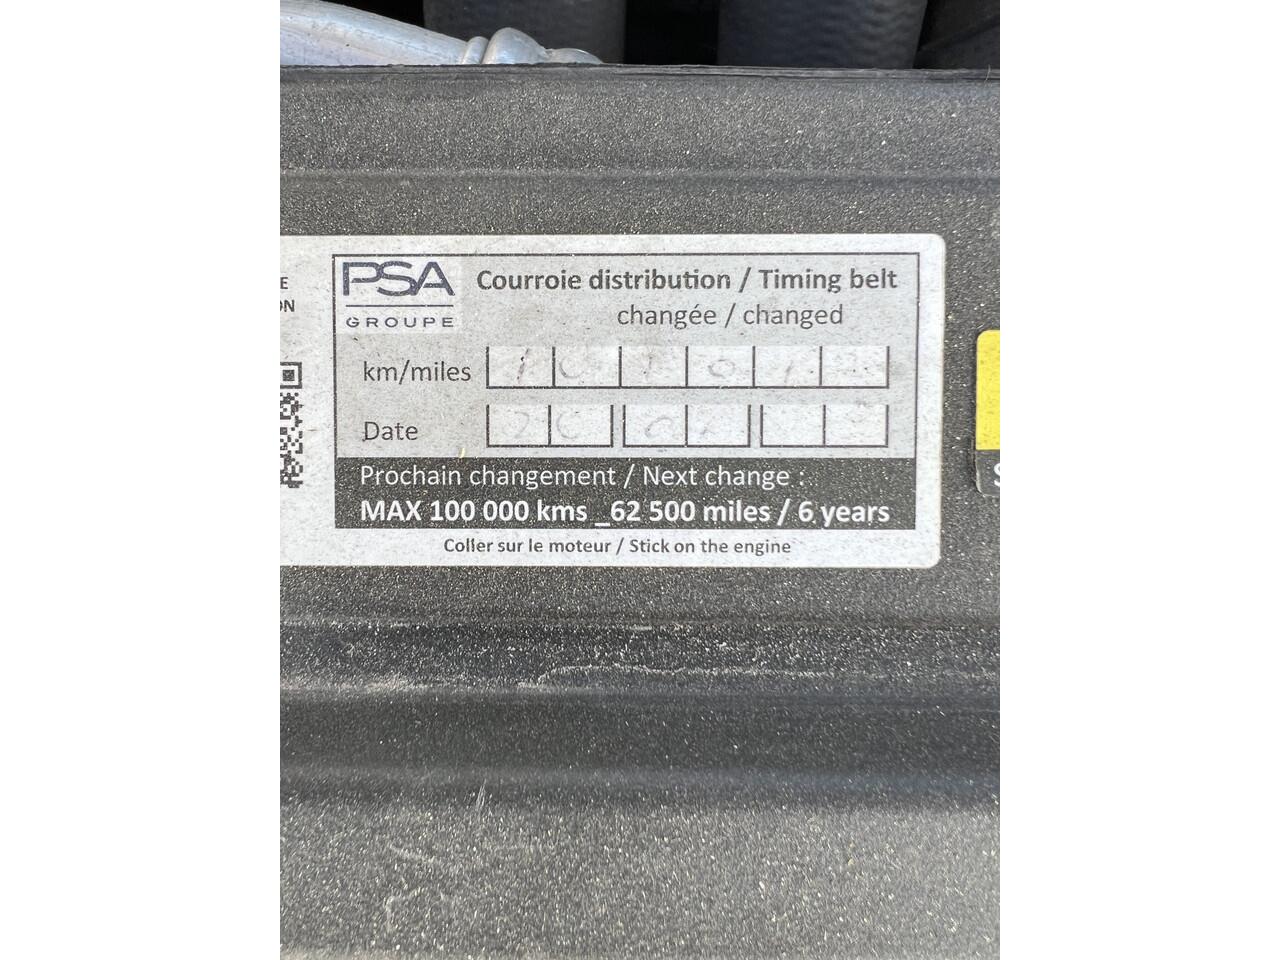 E
ON
PSA
GROUPE
Courroie distribution / Timing belt
changée / changed
km/miles
Date
Prochain changement / Next change :
MAX 100 000 kms _62 500 miles / 6 years
Coller sur le moteur / Stick on the engine
S